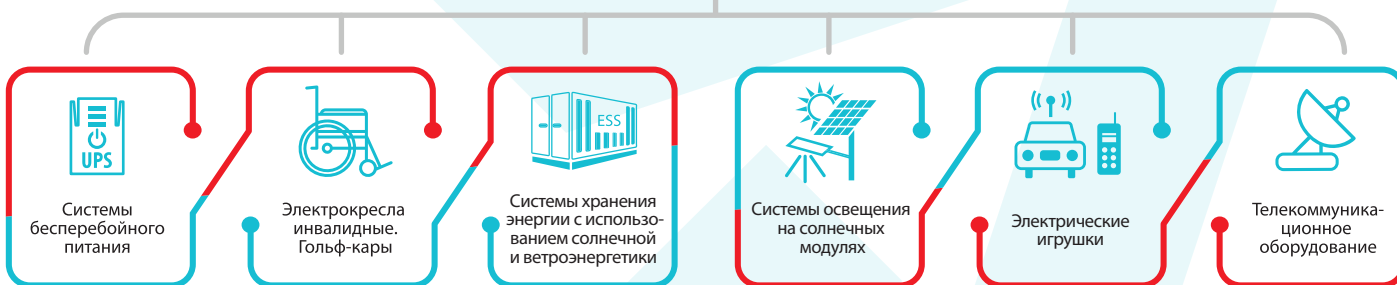 UPS
Системы
бесперебойного
питания
Электрокресла
инвалидные.
Гольф-кары
ESS
Системы хранения
энергии с использо-
ванием солнечной
и ветроэнергетики
Системы освещения
на солнечных
модулях
Электрические
игрушки
Телекоммуника-
ционное
оборудование